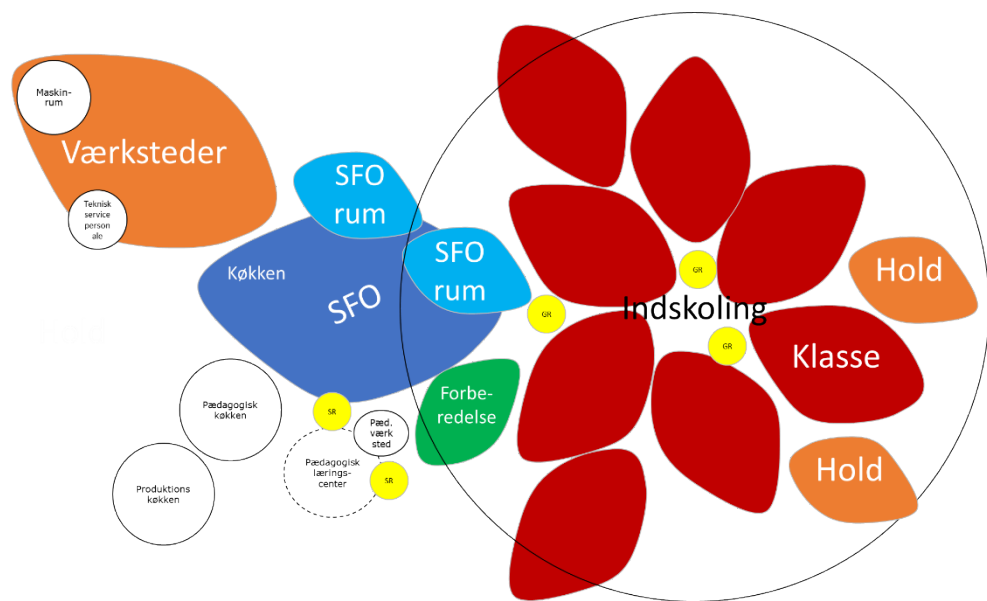 Maskin-
rum
Værksteder
Teknisk
service
person
ale
SFO
rum
SFO
rum
Køkken
SFO
GR
GR
Indskoling
GR
Hold
Klasse
Hold
Forbe-
redelse
Pædagogisk
køkken
SR
Pæd.
værk
sted
Pædagogisk
lærings-
center
SR
Produktions
køkken